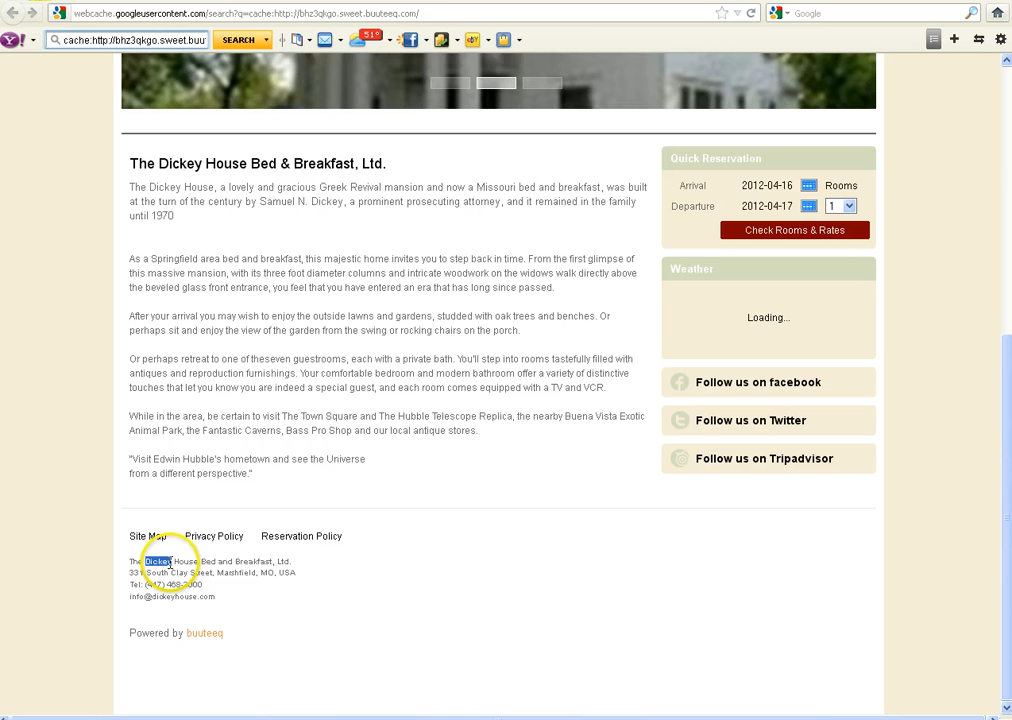 webcache.googleusercontent.com/search?q=cache:http://bhz3qkgo.sweet.buuteeq.com/
Google
cache:http://bhz3qkgo.sweet.buu
SEARCH
51°
The Dickey House Bed & Breakfast, Ltd.
The Dickey House, a lovely and gracious Greek Revival mansion and now a Missouri bed and breakfast, was built
at the turn of the century by Samuel N. Dickey, a prominent prosecuting attorney, and it remained in the family
until 1970
As a Springfield area bed and breakfast, this majestic home invites you to step back in time. From the first glimpse of
this massive mansion, with its three foot diameter columns and intricate woodwork on the widows walk directly above
the beveled glass front entrance, you feel that you have entered an era that has long since passed.
After your arrival you may wish to enjoy the outside lawns and gardens, studded with oak trees and benches. Or
perhaps sit and enjoy the view of the garden from the swing or rocking chairs on the porch.
Or perhaps retreat to one of theseven guestrooms, each with a private bath. You'll step into rooms tastefully filled with
antiques and reproduction furnishings. Your comfortable bedroom and modern bathroom offer a variety of distinctive
touches that let you know you are indeed a special guest, and each room comes equipped with a TV and VCR.
While in the area, be certain to visit The Town Square and The Hubble Telescope Replica, the nearby Buena Vista Exotic
Animal Park, the Fantastic Caverns, Bass Pro Shop and our local antique stores.
"Visit Edwin Hubble's hometown and see the Universe
from a different perspective."
Quick Reservation
Arrival 2012-04-16 Rooms
Departure 2012-04-17 1
Check Rooms & Rates
Weather
Loading...
Follow us on facebook
Follow us on Twitter
Follow us on Tripadvisor
Site Map Privacy Policy Reservation Policy
The Dickey House Bed and Breakfast, Ltd.
331 South Clay Street, Marshfield, MO, USA
Tel: (417) 468-3000
info@dickeyhouse.com
Powered by buuteeq